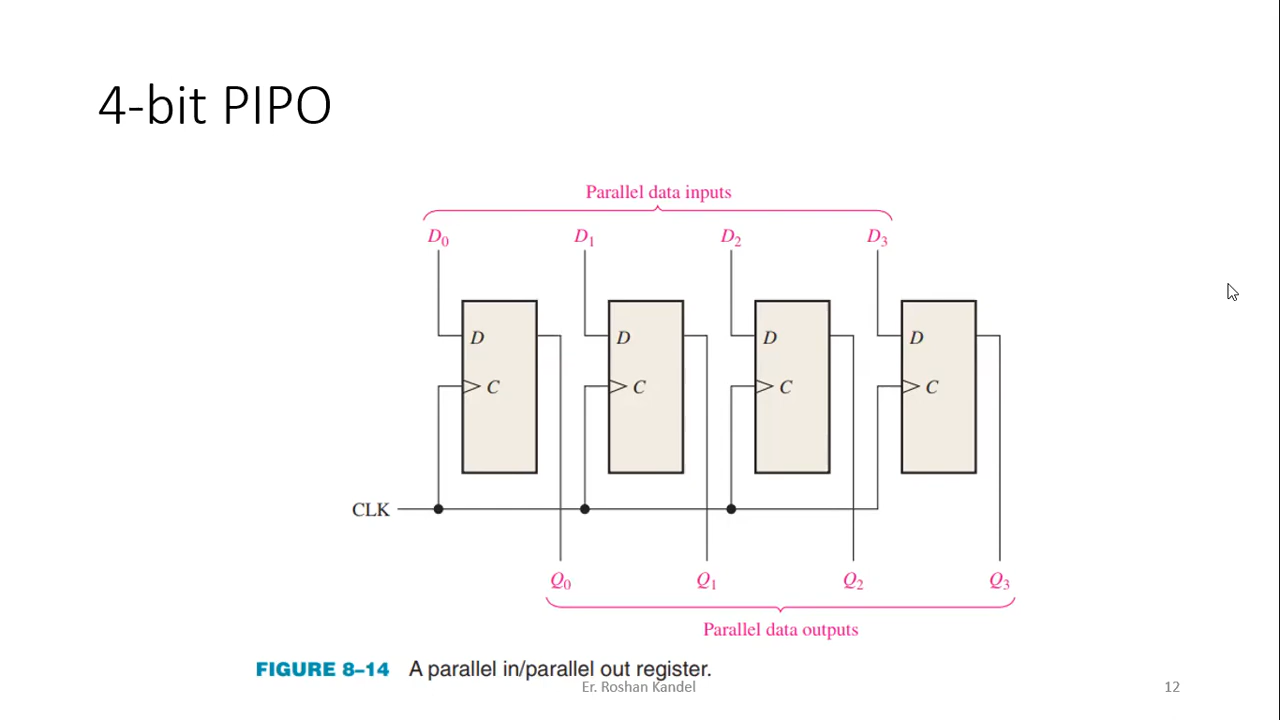 4-bit PIPO
Parallel data inputs
D0 D1 D2 D3
D D D D
C C C C
CLK
Q0 Q1 Q2 Q3
Parallel data outputs
FIGURE 8–14 A parallel in/parallel out register.
Er. Roshan Kandel 12